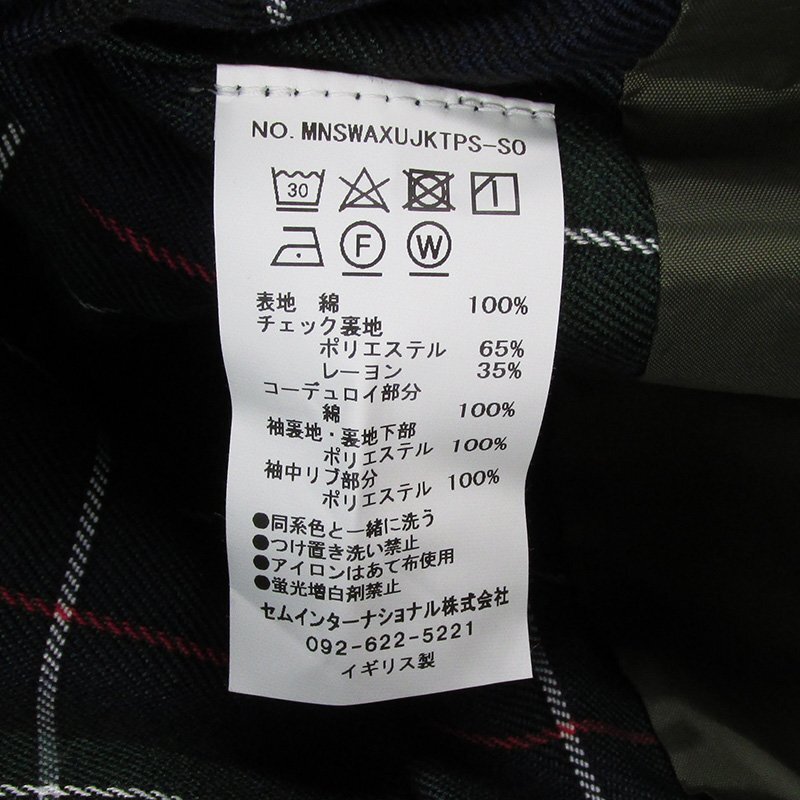 NO. MNSWAXUJKTPS-SO
30
F W
表地 綿 100%
チェック裏地
ポリエステル 65%
レーヨン 35%
コーデュロイ部分
綿 100%
袖裏地・裏地下部
ポリエステル 100%
袖中リブ部分
ポリエステル 100%
●同系色と一緒に洗う
●つけ置き洗い禁止
●アイロンはあて布使用
●蛍光増白剤禁止
セムインターナショナル株式会社
092-622-5221
イギリス製